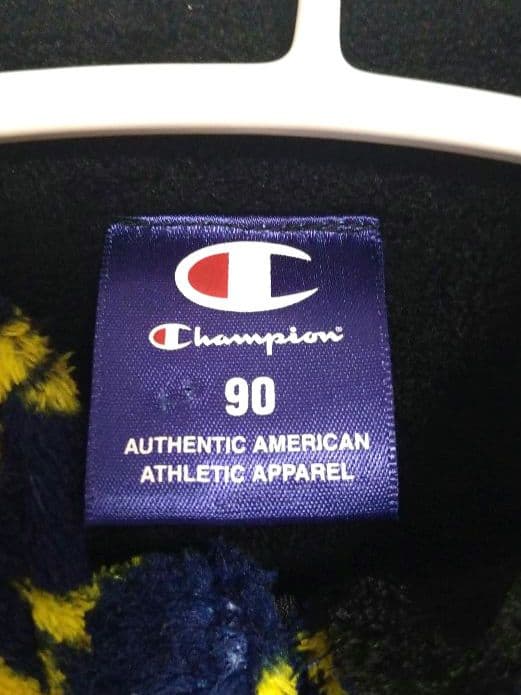 Champion
90
AUTHENTIC AMERICAN
ATHLETIC APPAREL